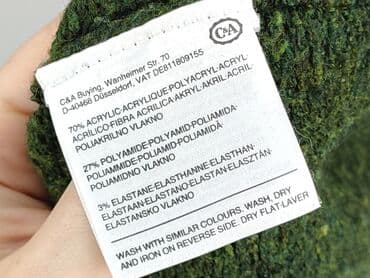 C&A
C&A Buying, Wanheimer Str. 70
D-40468 Düsseldorf, VAT DE811809155
70% ACRYLIC-ACRYLIQUE-POLYACRYL-ACRYL-
ACRÍLICO-FIBRA ACRILICA-AKRYL-AKRIL-ACRIL-
POLIAKRILNO VLAKNO
27% POLYAMIDE-POLYAMID-POLIAMIDA-
POLIAMMIDE-POLIAMID-POLIAMIDĂ
POLIAMIDNO VLAKNO
3% ELASTANE-ELASTHANNE-ELASTHAN-
ELASTAAN-ELASTANO-ELASTAN-ELASZTÁN-
ELASTANSKO VLAKNO
WASH WITH SIMILAR COLOURS, WASH, DRY
AND IRON ON REVERSE SIDE. DRY FLAT-LAVER